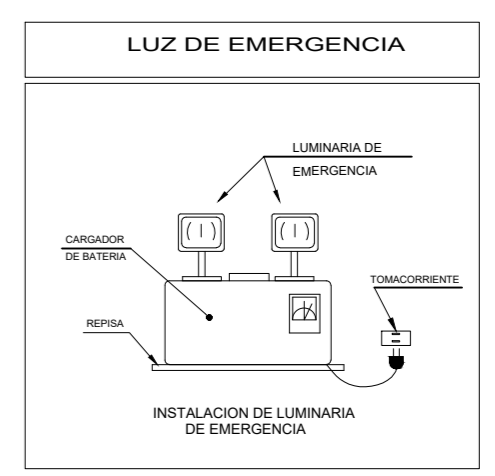 LUZ DE EMERGENCIA
LUMINARIA DE
EMERGENCIA
CARGADOR
DE BATERIA
TOMACORRIENTE
REPISA
INSTALACION DE LUMINARIA
DE EMERGENCIA